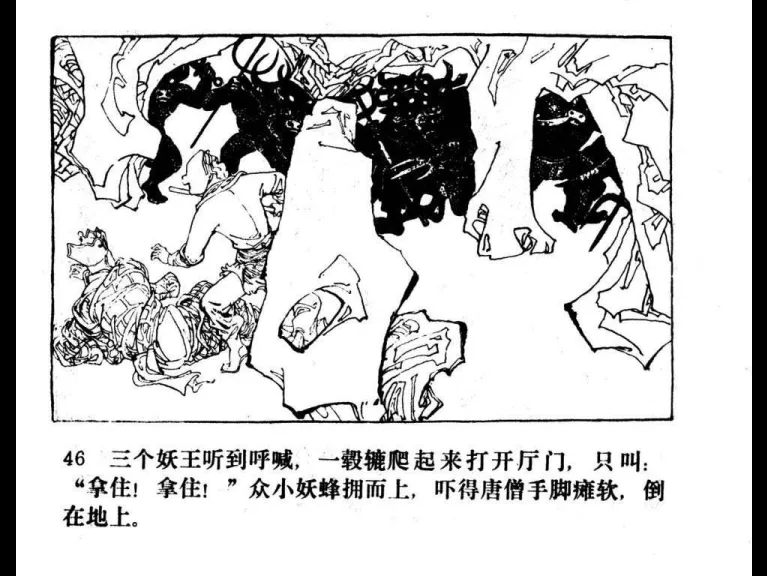 46 三个妖王听到呼喊，一毂辘爬起来打开厅门，只叫：
“拿住！拿住！”众小妖蜂拥而上，吓得唐僧手脚瘫软，倒
在地上。